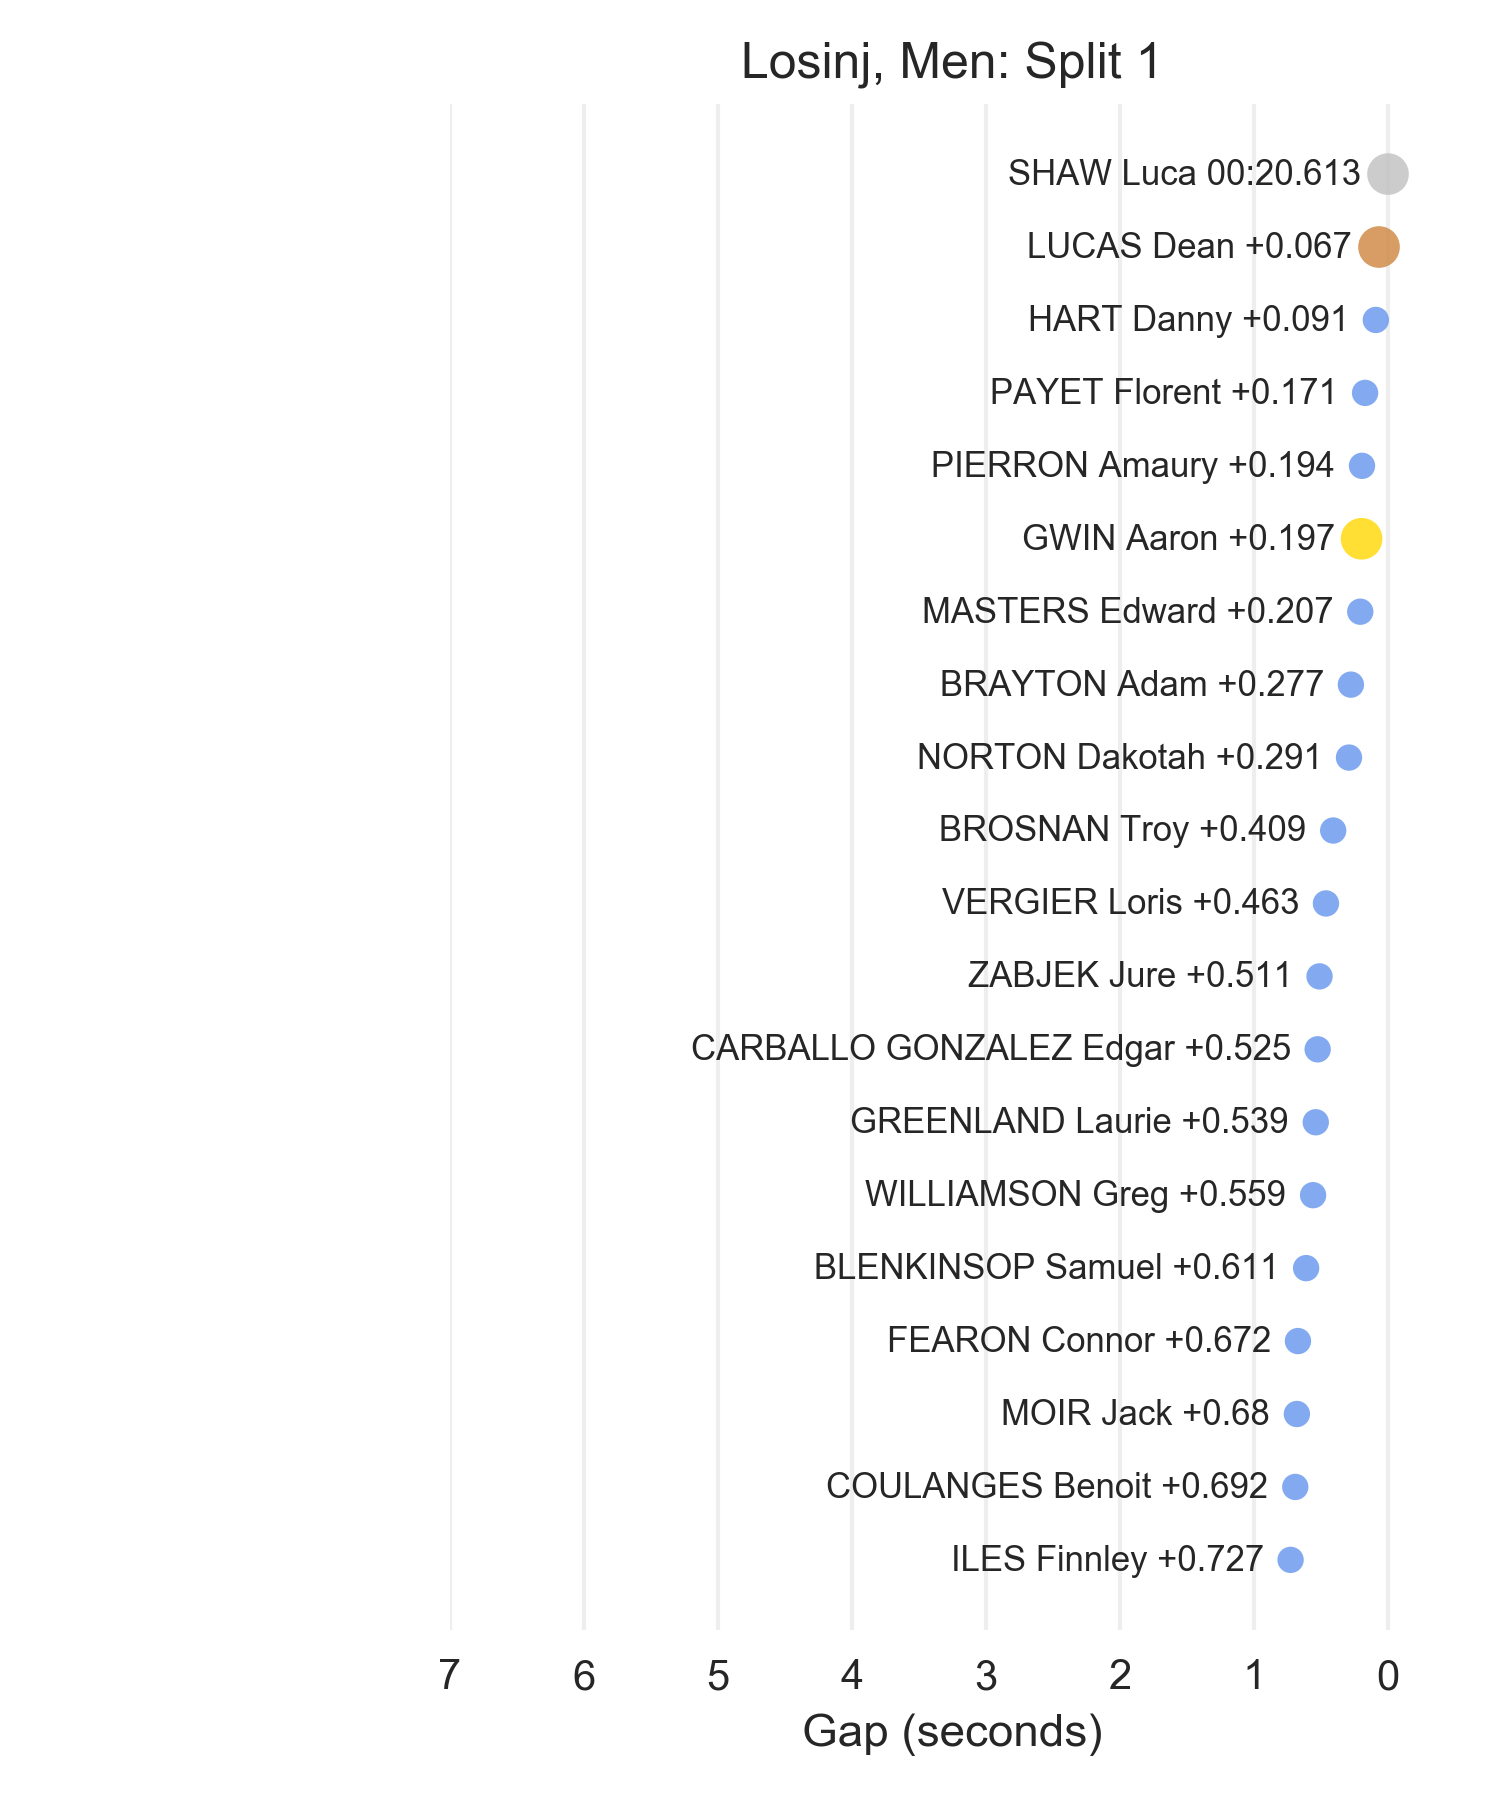 Losinj, Men: Split 1
SHAW Luca 00:20.613
LUCAS Dean +0.067
HART Danny +0.091
PAYET Florent +0.171
PIERRON Amaury +0.194
GWIN Aaron +0.197
MASTERS Edward +0.207
BRAYTON Adam +0.277
NORTON Dakotah +0.291
BROSNAN Troy +0.409
VERGIER Loris +0.463
ZABJEK Jure +0.511
CARBALLO GONZALEZ Edgar +0.525
GREENLAND Laurie +0.539
WILLIAMSON Greg +0.559
BLENKINSOP Samuel +0.611
FEARON Connor +0.672
MOIR Jack +0.68
COULANGES Benoit +0.692
ILES Finnley +0.727
7 6 5 4 3 2 1 0
Gap (seconds)